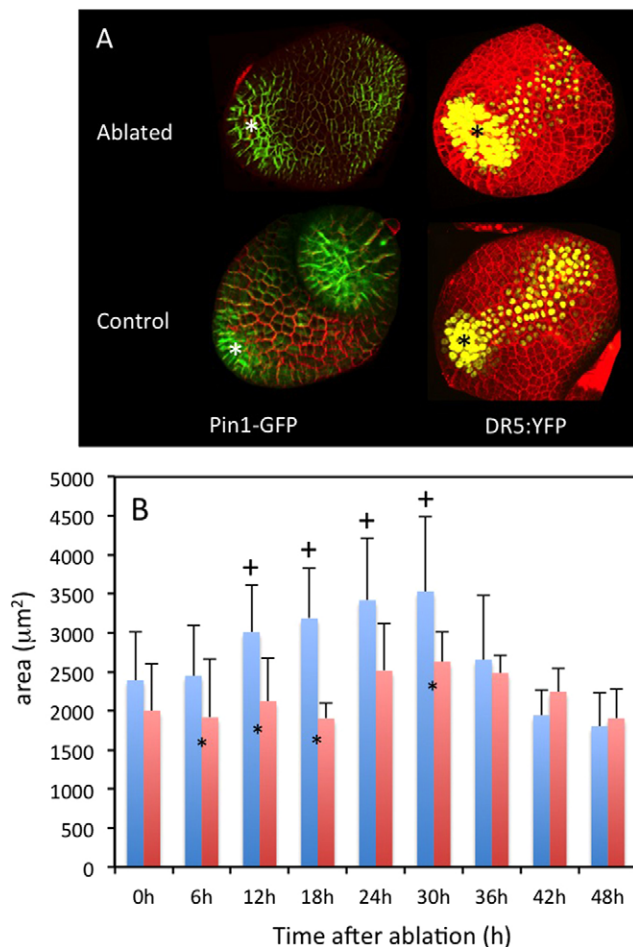 A
Ablated
* *
Control
* *
Pin1-GFP DR5:YFP
B
area (µm²)
5000
4500
4000
3500
3000
2500
2000
1500
1000
500
0
+ + + +
* * * *
0h 6h 12h 18h 24h 30h 36h 42h 48h
Time after ablation (h)